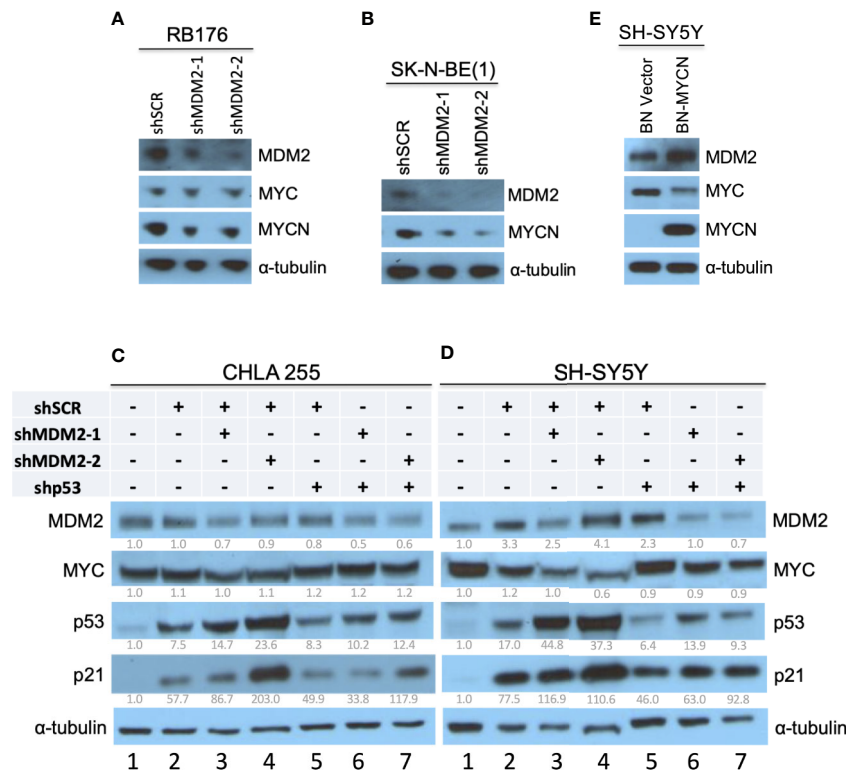 A
RB176
shSCR
shMDM2-1
shMDM2-2
MDM2
MYC
MYCN
α-tubulin
B
SK-N-BE(1)
shSCR
shMDM2-1
shMDM2-2
MDM2
MYCN
α-tubulin
E
SH-SY5Y
BN Vector
BN-MYCN
MDM2
MYC
MYCN
α-tubulin
C
CHLA 255
D
SH-SY5Y
shSCR - + + + + - - - + + + + - -
shMDM2-1 - - + - - + - - - + - - + -
shMDM2-2 - - - + - - + - - - + - - +
shp53 - - - - + + + - - - - + + +
MDM2 MDM2
1.0 1.0 0.7 0.9 0.8 0.5 0.6 1.0 3.3 2.5 4.1 2.3 1.0 0.7
MYC MYC
1.0 1.1 1.0 1.1 1.2 1.2 1.2 1.0 1.2 1.0 0.6 0.9 0.9 0.9
p53 p53
1.0 7.5 14.7 23.6 8.3 10.2 12.4 1.0 17.0 44.8 37.3 6.4 13.9 9.3
p21 p21
1.0 57.7 86.7 203.0 49.9 33.8 117.9 1.0 77.5 116.9 110.6 46.0 63.0 92.8
α-tubulin α-tubulin
1 2 3 4 5 6 7 1 2 3 4 5 6 7